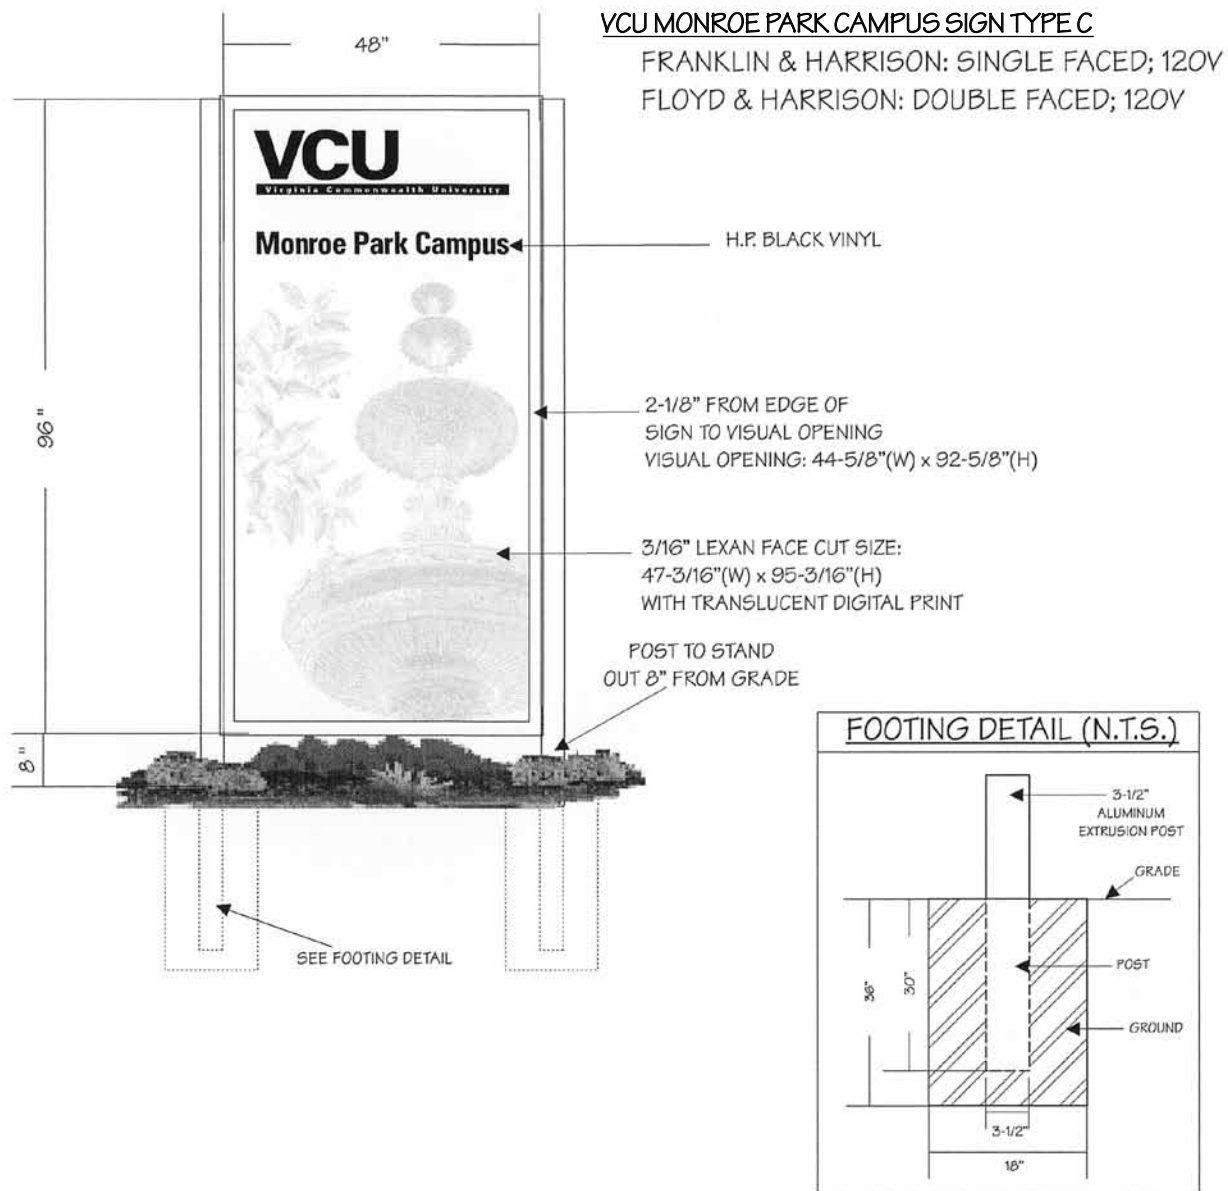 VCU MONROE PARK CAMPUS SIGN TYPE C
FRANKLIN & HARRISON: SINGLE FACED; 120V
FLOYD & HARRISON: DOUBLE FACED; 120V
48"
VCU
Virginia Commonwealth University
Monroe Park Campus
H.P. BLACK VINYL
96"
2-1/8" FROM EDGE OF
SIGN TO VISUAL OPENING
VISUAL OPENING: 44-5/8"(W) x 92-5/8"(H)
3/16" LEXAN FACE CUT SIZE:
47-3/16"(W) x 95-3/16"(H)
WITH TRANSLUCENT DIGITAL PRINT
POST TO STAND
OUT 8" FROM GRADE
8"
SEE FOOTING DETAIL
FOOTING DETAIL (N.T.S.)
3-1/2"
ALUMINUM
EXTRUSION POST
GRADE
36"
30"
POST
GROUND
3-1/2"
18"